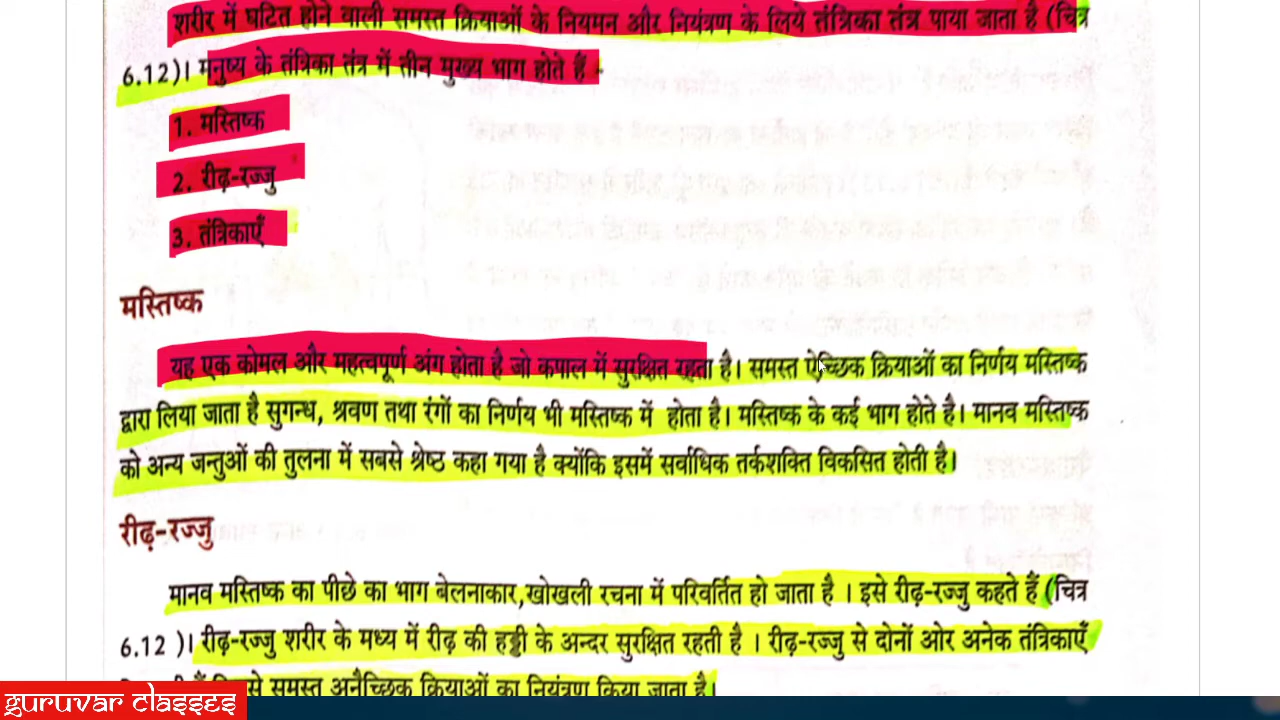 शरीर में घटित होने वाली समस्त क्रियाओं के नियमन और नियंत्रण के लिये तंत्रिका तंत्र पाया जाता है (चित्र
6.12)। मनुष्य के तंत्रिका तंत्र में तीन मुख्य भाग होते हैं -
1. मस्तिष्क
2. रीढ़-रज्जु
3. तंत्रिकाएँ
मस्तिष्क
यह एक कोमल और महत्वपूर्ण अंग होता है जो कपाल में सुरक्षित रहता है। समस्त ऐच्छिक क्रियाओं का निर्णय मस्तिष्क
द्वारा लिया जाता है सुगन्ध, श्रवण तथा रंगों का निर्णय भी मस्तिष्क में होता है। मस्तिष्क के कई भाग होते है। मानव मस्तिष्क
को अन्य जन्तुओं की तुलना में सबसे श्रेष्ठ कहा गया है क्योंकि इसमें सर्वाधिक तर्कशक्ति विकसित होती है।
रीढ़-रज्जु
मानव मस्तिष्क का पीछे का भाग बेलनाकार,खोखली रचना में परिवर्तित हो जाता है । इसे रीढ़-रज्जु कहते हैं (चित्र
6.12 )। रीढ़-रज्जु शरीर के मध्य में रीढ़ की हड्डी के अन्दर सुरक्षित रहती है । रीढ़-रज्जु से दोनों ओर अनेक तंत्रिकाएँ
से समस्त अनैच्छिक क्रियाओं का नियंत्रण किया जाता है।
GURUVAR CLASSES